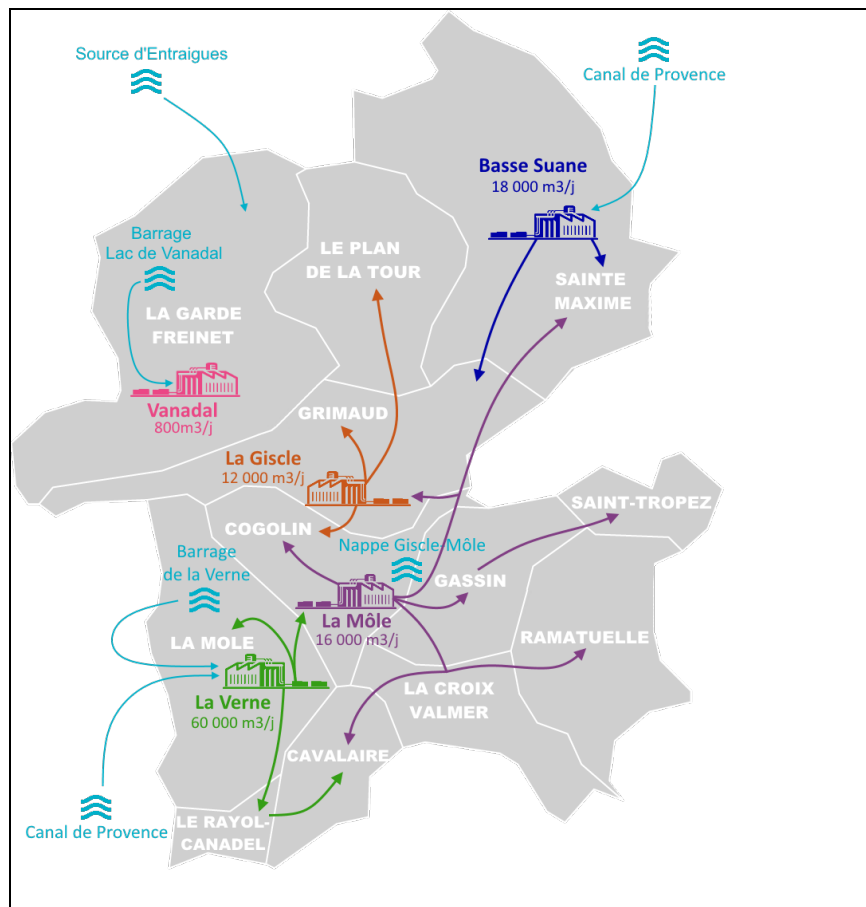 Source d'Entraigues
Canal de Provence
Basse Suane
18 000 m3/j
Barrage
Lac de Vanadal
LE PLAN
DE LA TOUR
SAINTE
MAXIME
LA GARDE
FREINET
Vanadal
800m3/j
GRIMAUD
La Giscle
12 000 m3/j
SAINT-TROPEZ
COGOLIN
Nappe Giscle-Môle
Barrage
de la Verne
GASSIN
La Môle
16 000 m3/j
LA MOLE
RAMATUELLE
La Verne
60 000 m3/j
LA CROIX
VALMER
CAVALAIRE
Canal de Provence
LE RAYOL-
CANADEL